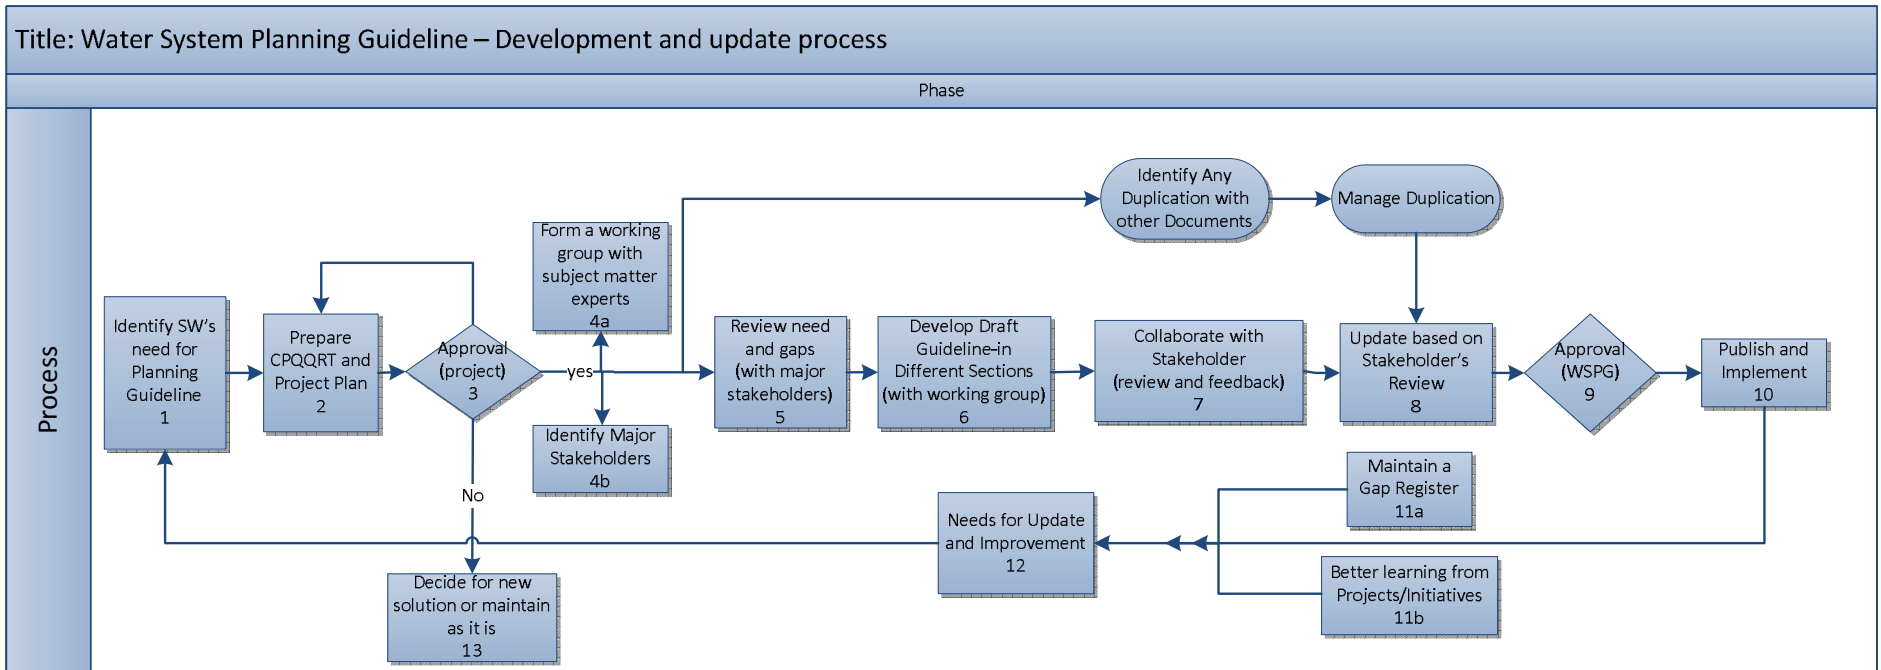 Title: Water System Planning Guideline – Development and update process
Phase
Process
Identify SW's
need for
Planning
Guideline
1
Prepare
CPQQRT and
Project Plan
2
Approval
(project)
3
yes
No
Form a working
group with
subject matter
experts
4a
Identify Major
Stakeholders
4b
Review need
and gaps
(with major
stakeholders)
5
Develop Draft
Guideline-in
Different Sections
(with working group)
6
Identify Any
Duplication with
other Documents
Manage Duplication
Collaborate with
Stakeholder
(review and feedback)
7
Update based on
Stakeholder's
Review
8
Approval
(WSPG)
9
Publish and
Implement
10
Maintain a
Gap Register
11a
Better learning from
Projects/Initiatives
11b
Needs for Update
and Improvement
12
Decide for new
solution or maintain
as it is
13